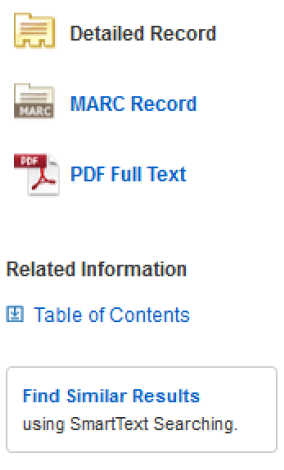 Detailed Record
MARC
MARC Record
PDF
PDF Full Text
Related Information
Table of Contents
Find Similar Results
using SmartText Searching.